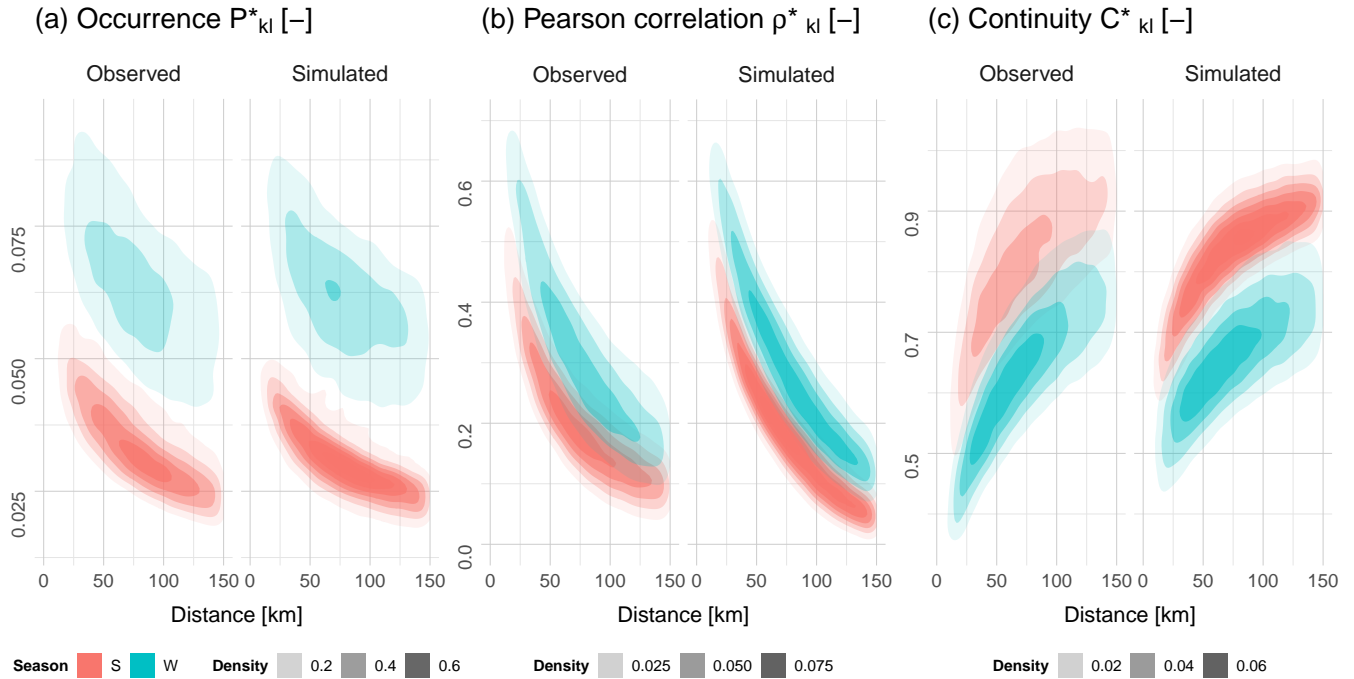 (a) Occurrence P*kl [–]
(b) Pearson correlation ρ*kl [–]
(c) Continuity C*kl [–]
Observed
Simulated
Observed
Simulated
Observed
Simulated
0.075
0.050
0.025
0.6
0.4
0.2
0.0
0.9
0.7
0.5
0 50 100 150
0 50 100 150
0 50 100 150
0 50 100 150
0 50 100 150
0 50 100 150
Distance [km]
Distance [km]
Distance [km]
Season S W
Density 0.2 0.4 0.6
Density 0.025 0.050 0.075
Density 0.02 0.04 0.06